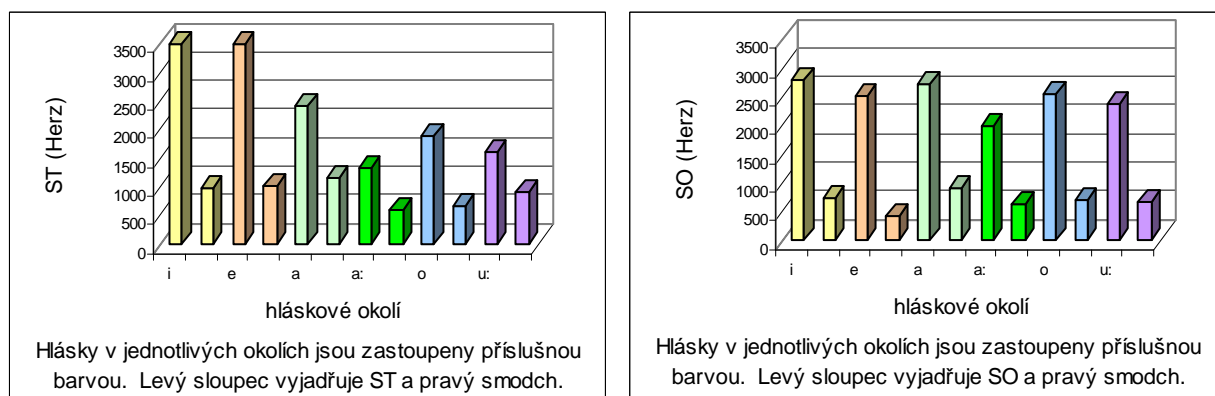 3500
3000
2500
2000
1500
1000
500
0
ST (Herz)
i e a a: o u:
hláskové okolí
Hlásky v jednotlivých okolích jsou zastoupeny příslušnou
barvou. Levý sloupec vyjadřuje ST a pravý smodch.
3500
3000
2500
2000
1500
1000
500
0
SO (Herz)
i e a a: o u:
hláskové okolí
Hlásky v jednotlivých okolích jsou zastoupeny příslušnou
barvou. Levý sloupec vyjadřuje SO a pravý smodch.